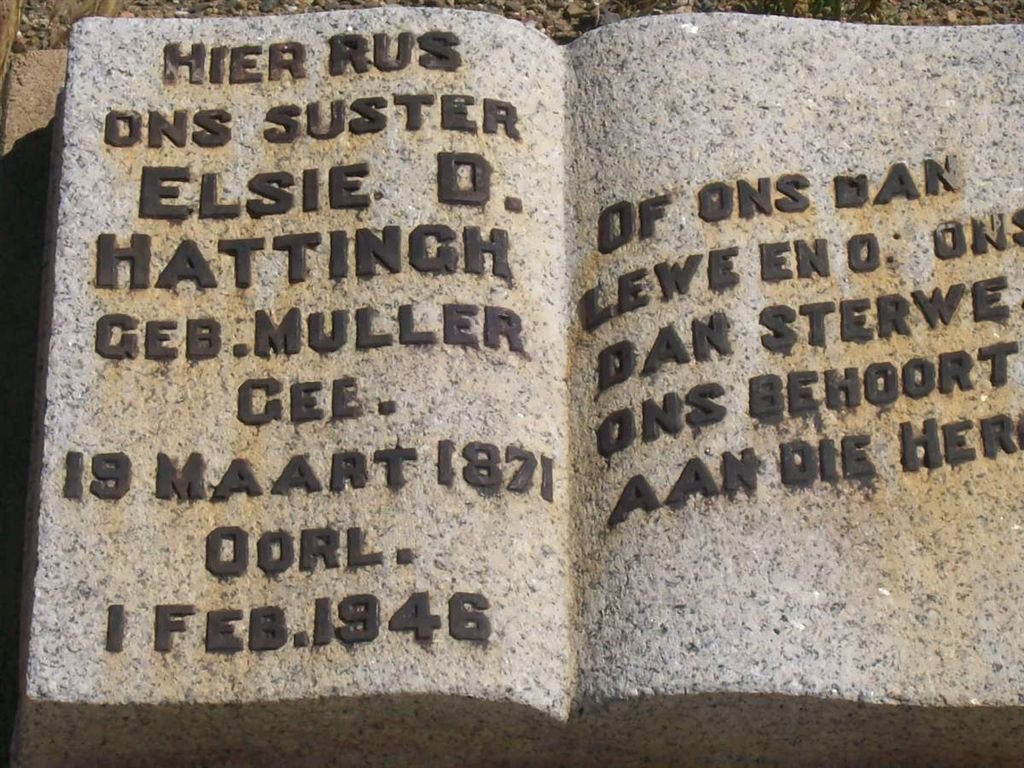 HIER RUS
ONS SUSTER
ELSIE. D.
HATTINGH
GEB. MULLER
GEE.
19 MAART 1871
OORL.
1 FEB. 1946
OF ONS DAN
LEWE EN O. ONS
DAN STERWE.
ONS BEHOORT
AAN DIE